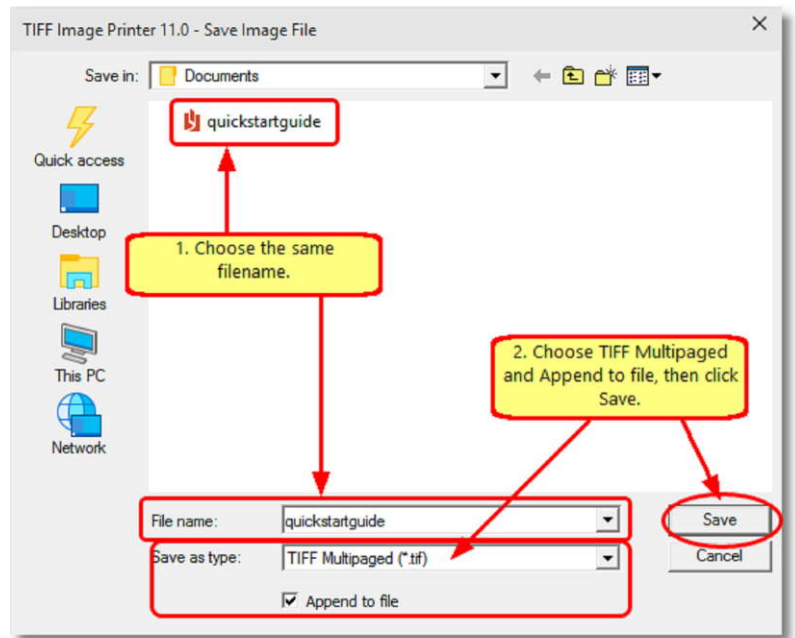 TIFF Image Printer 11.0 - Save Image File
Save in:
Documents
quickstartguide
Quick access
Desktop
1. Choose the same
filename.
Libraries
This PC
2. Choose TIFF Multipaged
and Append to file, then click
Save.
Network
File name:
quickstartguide
Save
Save as type:
TIFF Multipaged (*.tif)
Cancel
Append to file